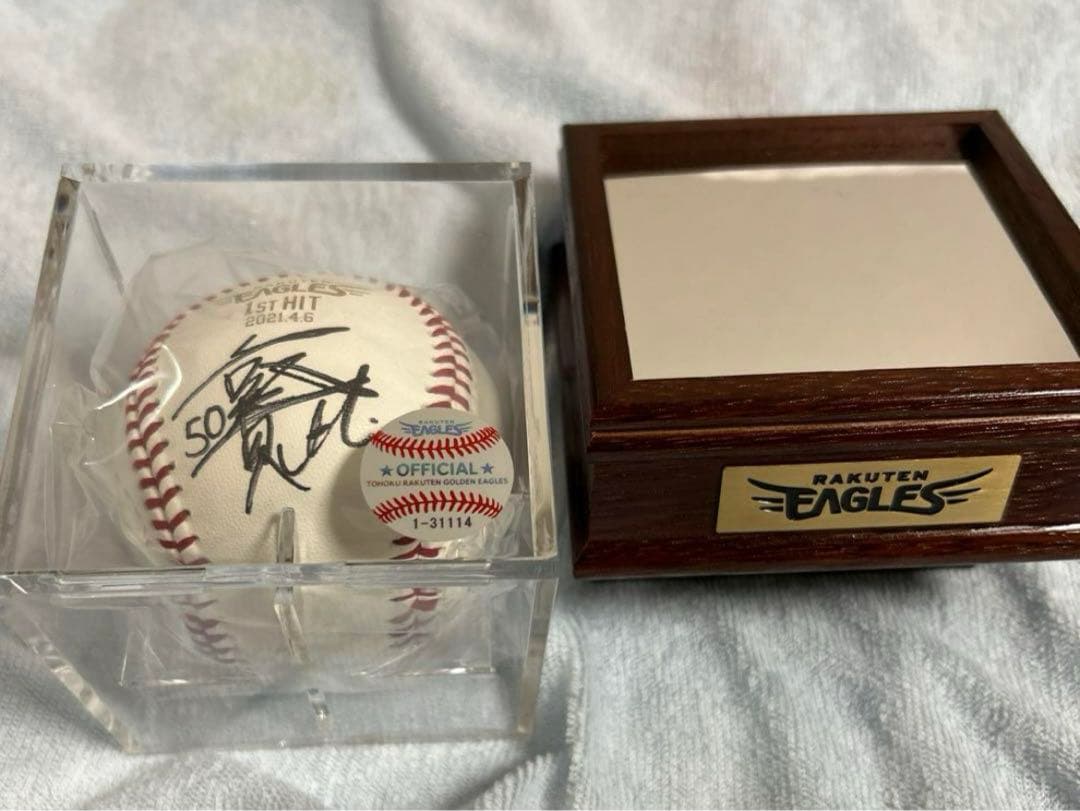 EAGLES
1ST HIT
2021.4.6
50
RAKUTEN
EAGLES
OFFICIAL
TOHOKU RAKUTEN GOLDEN EAGLES
1-31114
RAKUTEN
EAGLES